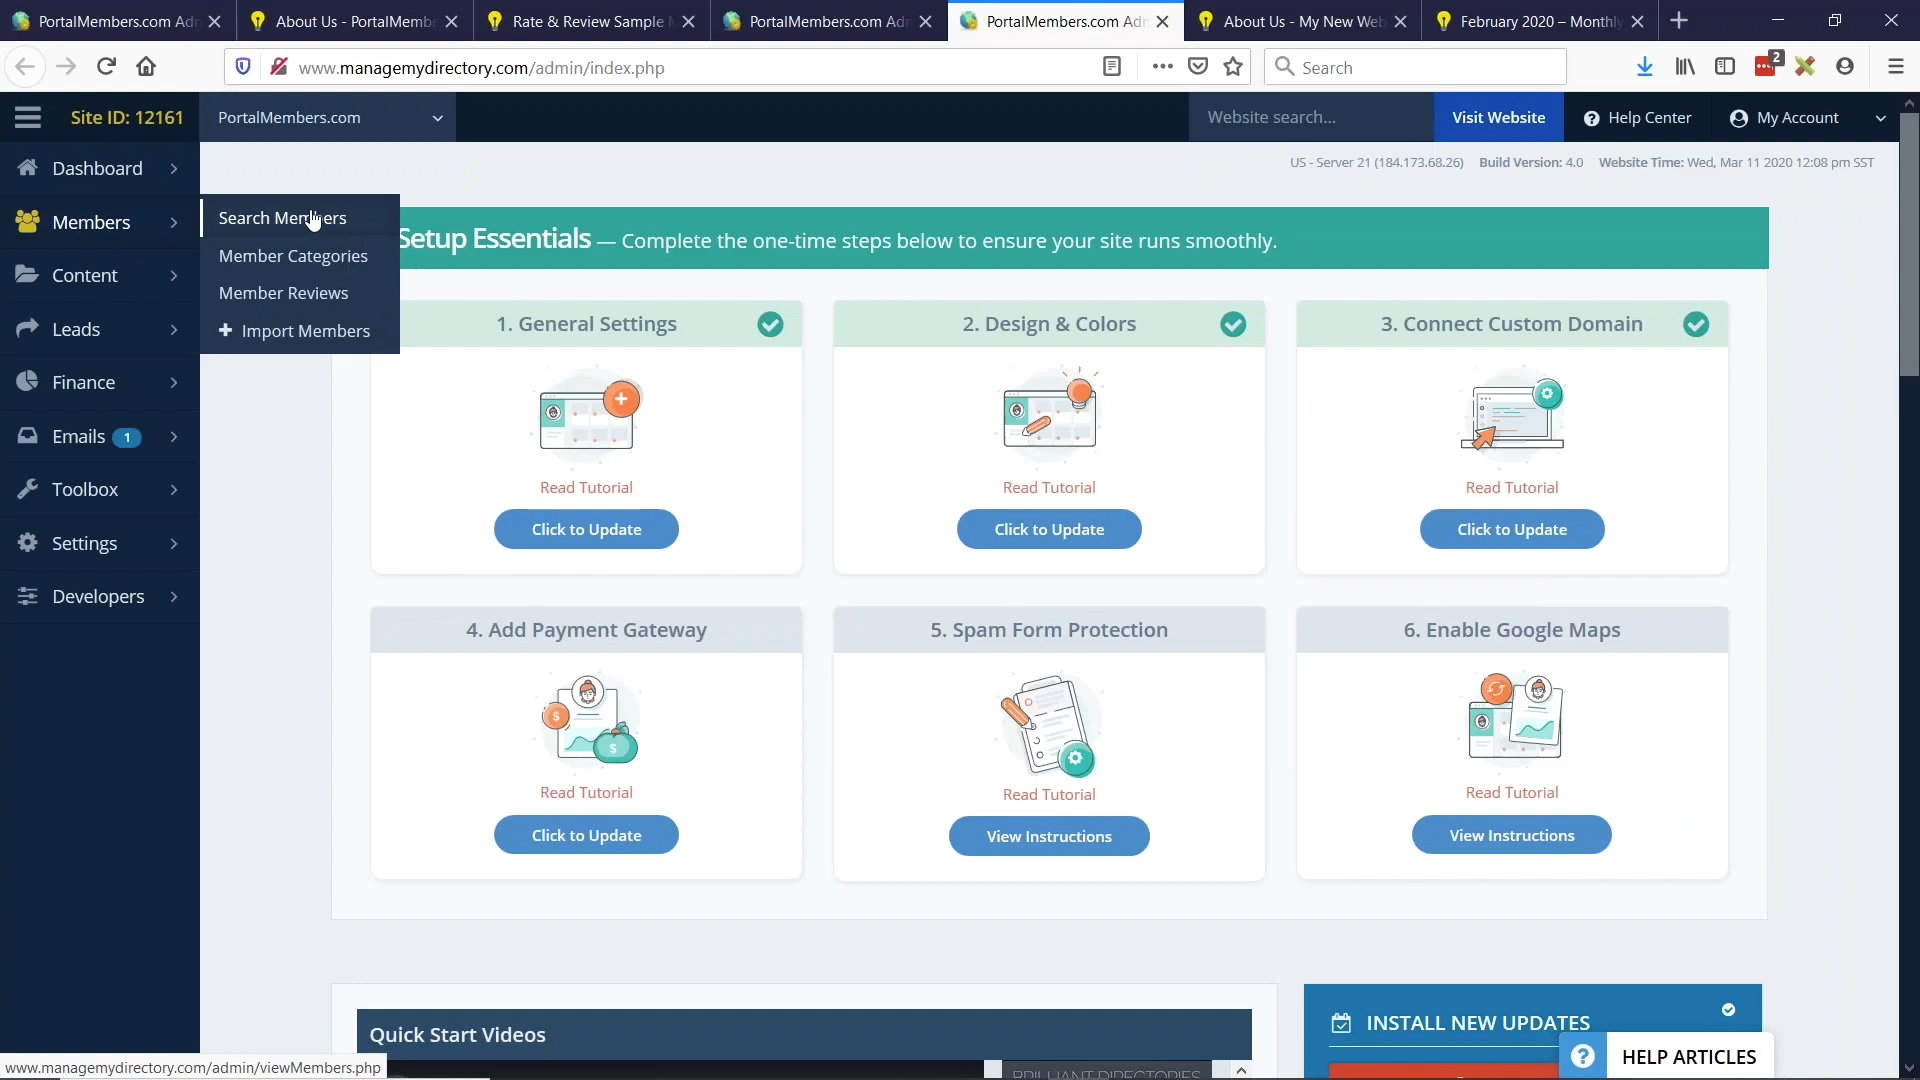 PortalMembers.com Adr
About Us - PortalMembe
Rate & Review Sample
PortalMembers.com Adn
PortalMembers.com Adr
About Us - My New Web
February 2020 – Monthly
www.managemydirectory.com/admin/index.php
Search
2
Site ID: 12161
PortalMembers.com
Website search...
Visit Website
Help Center
My Account
US - Server 21 (184.173.68.26) Build Version: 4.0 Website Time: Wed, Mar 11 2020 12:08 pm SST
Dashboard
Members
Content
Leads
Finance
Emails 1
Toolbox
Settings
Developers
Search Members
Member Categories
Member Reviews
+ Import Members
Setup Essentials — Complete the one-time steps below to ensure your site runs smoothly.
1. General Settings
Read Tutorial
Click to Update
2. Design & Colors
Read Tutorial
Click to Update
3. Connect Custom Domain
Read Tutorial
Click to Update
4. Add Payment Gateway
Read Tutorial
Click to Update
5. Spam Form Protection
Read Tutorial
View Instructions
6. Enable Google Maps
Read Tutorial
View Instructions
Quick Start Videos
BRILLIANT DIRECTORIES
INSTALL NEW UPDATES
? HELP ARTICLES
www.managemydirectory.com/admin/viewMembers.php